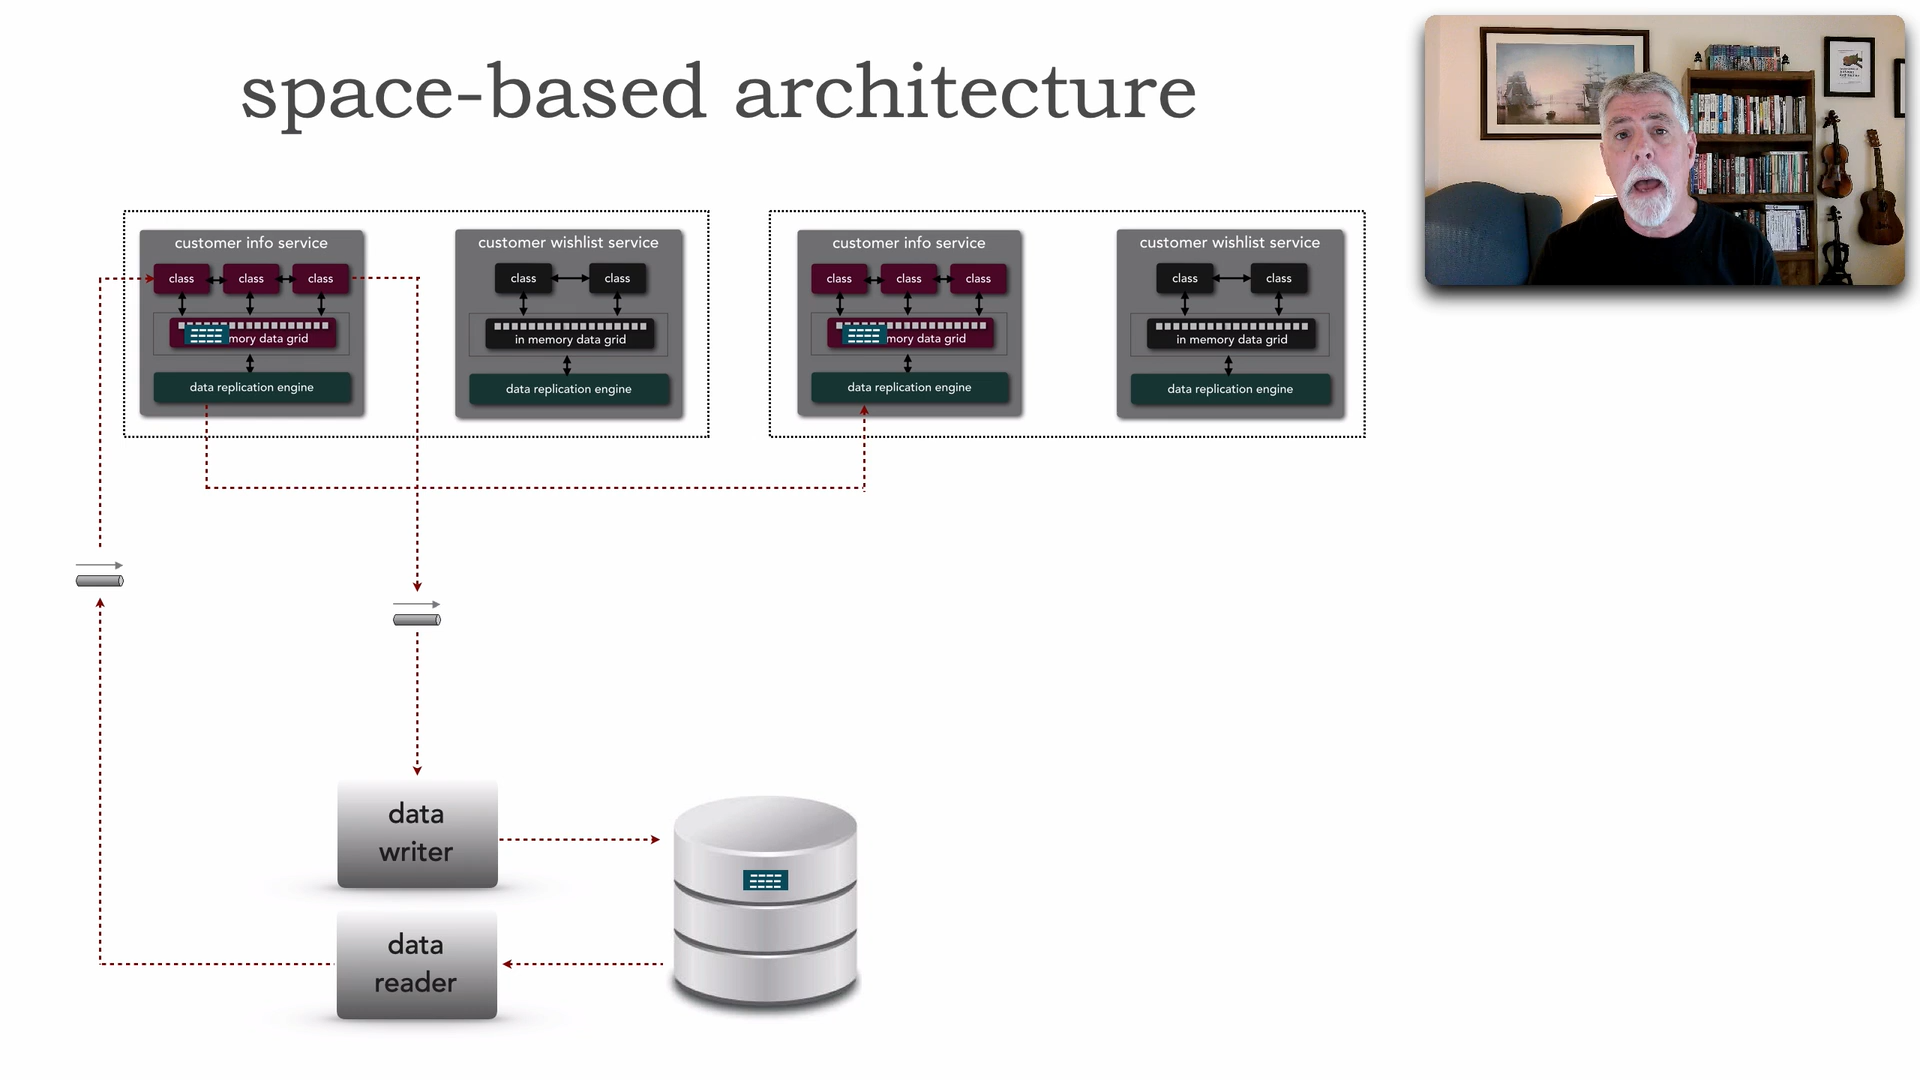 space-based architecture
customer info service
class class class
mory data grid
data replication engine
customer wishlist service
class class
in memory data grid
data replication engine
customer info service
class class class
mory data grid
data replication engine
customer wishlist service
class class
in memory data grid
data replication engine
data
writer
data
reader